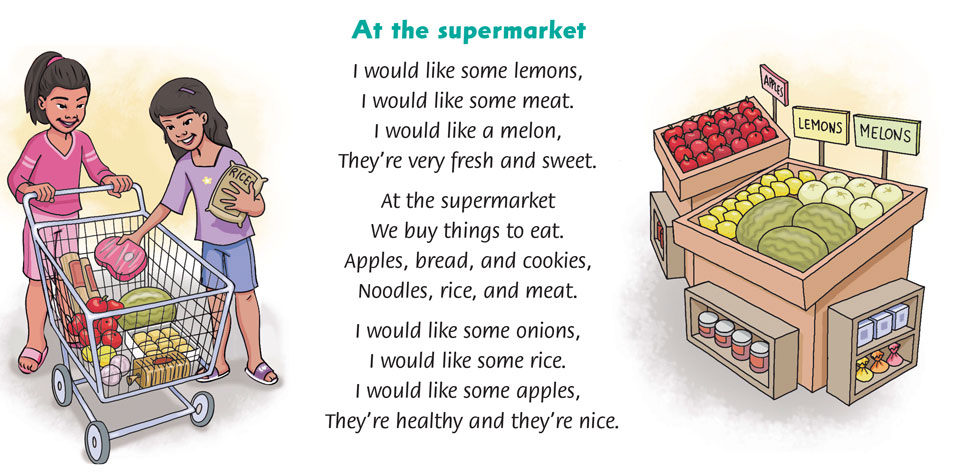 At the supermarket
I would like some lemons,
I would like some meat.
I would like a melon,
They're very fresh and sweet.
At the supermarket
We buy things to eat.
Apples, bread, and cookies,
Noodles, rice, and meat.
I would like some onions,
I would like some rice.
I would like some apples,
They're healthy and they're nice.
RICE
APPLES
LEMONS
MELONS